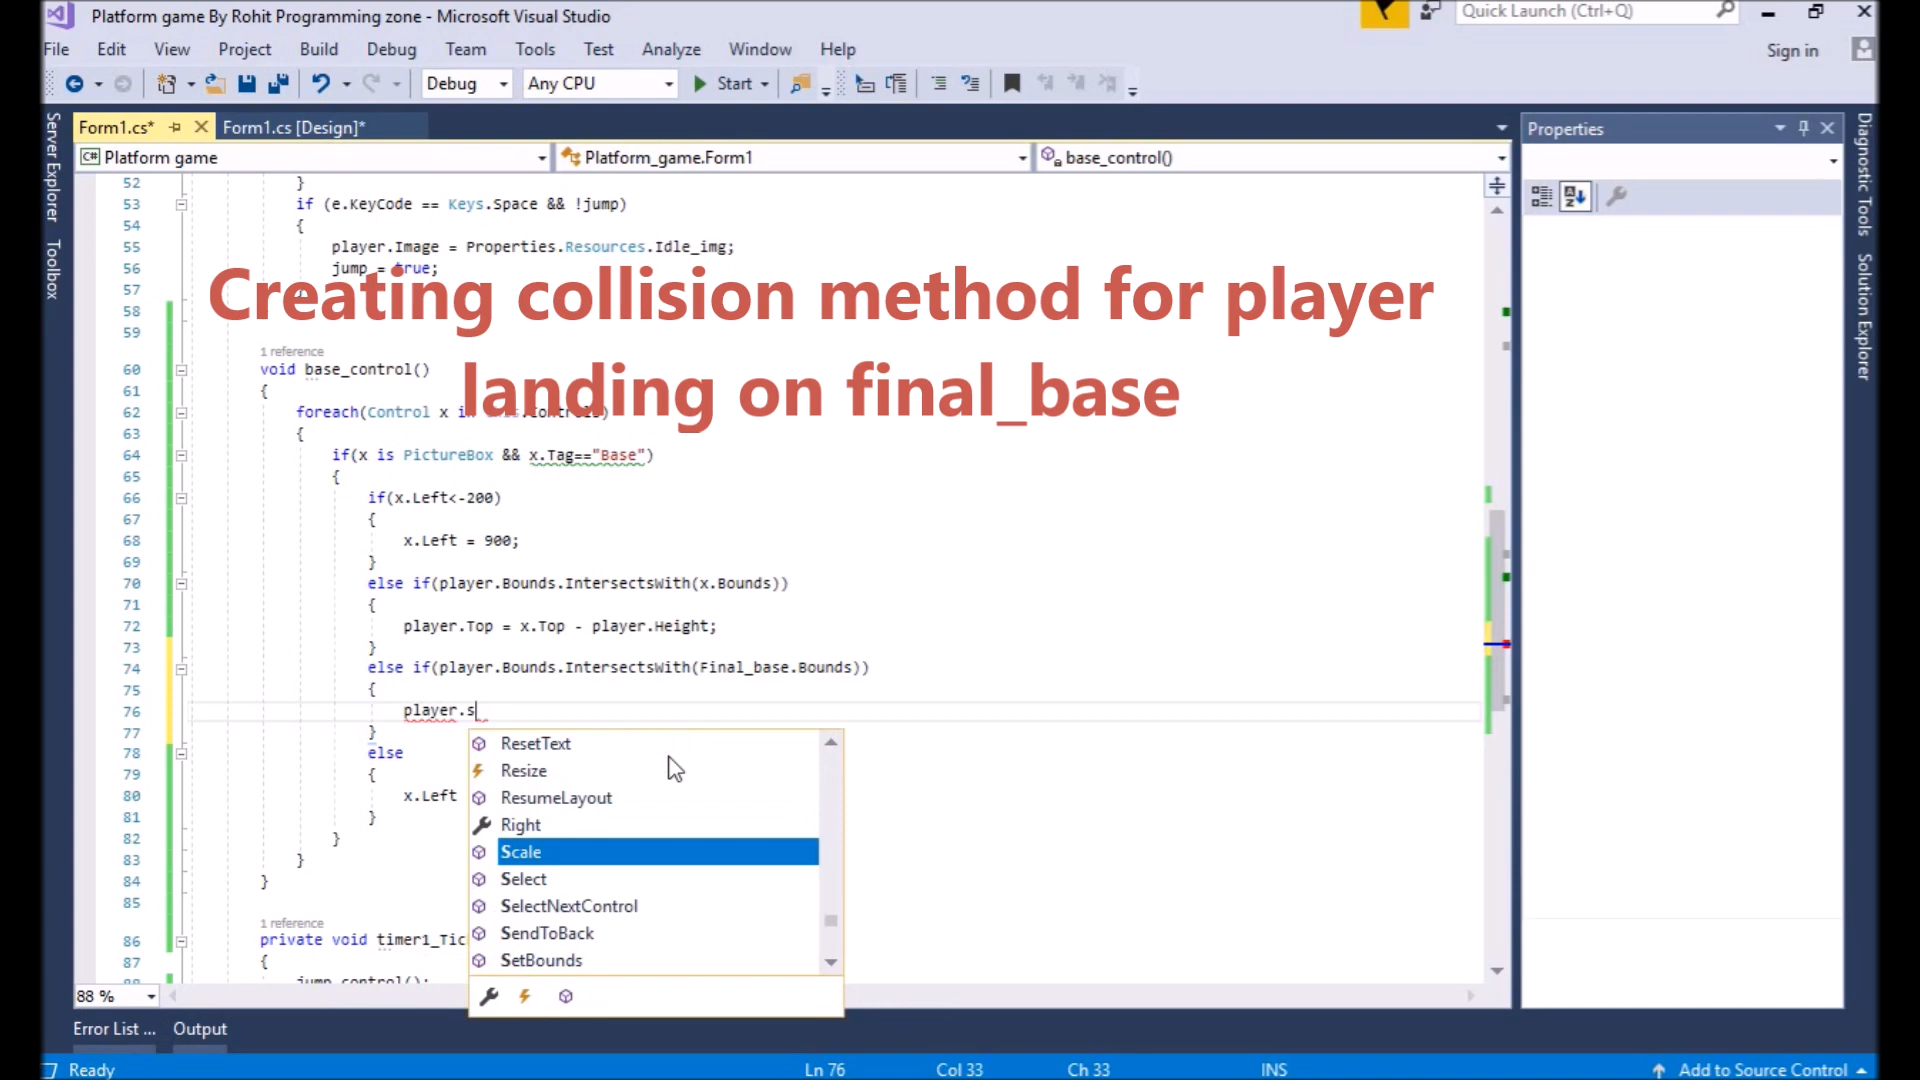 Platform game By Rohit Programming zone - Microsoft Visual Studio
Quick Launch (Ctrl+Q)
File Edit View Project Build Debug Team Tools Test Analyze Window Help
Sign in
Debug Any CPU Start
Server Explorer
Toolbox
Form1.cs*
Form1.cs [Design]*
Properties
Diagnostic Tools
Solution Explorer
C# Platform game
Platform_game.Form1
base_control()
52 }
53 if (e.KeyCode == Keys.Space && !jump)
54 {
55 player.Image = Properties.Resources.Idle_img;
56 jump = true;
57
58
59
Creating collision method for player
landing on final_base
1 reference
60 void base_control()
61 {
62 foreach(Control x in
63 {
64 if(x is PictureBox && x.Tag=="Base")
65 {
66 if(x.Left<-200)
67 {
68 x.Left = 900;
69 }
70 else if(player.Bounds.IntersectsWith(x.Bounds))
71 {
72 player.Top = x.Top - player.Height;
73 }
74 else if(player.Bounds.IntersectsWith(Final_base.Bounds))
75 {
76 player.s
77 }
78 else
79 {
80 x.Left
81 }
82 }
83 }
84 }
85
ResetText
Resize
ResumeLayout
Right
Scale
Select
SelectNextControl
SendToBack
SetBounds
1 reference
86 private void timer1_Tic
87 {
jump_control();
88 %
Error List ... Output
Ready
Ln 76 Col 33 Ch 33 INS
Add to Source Control